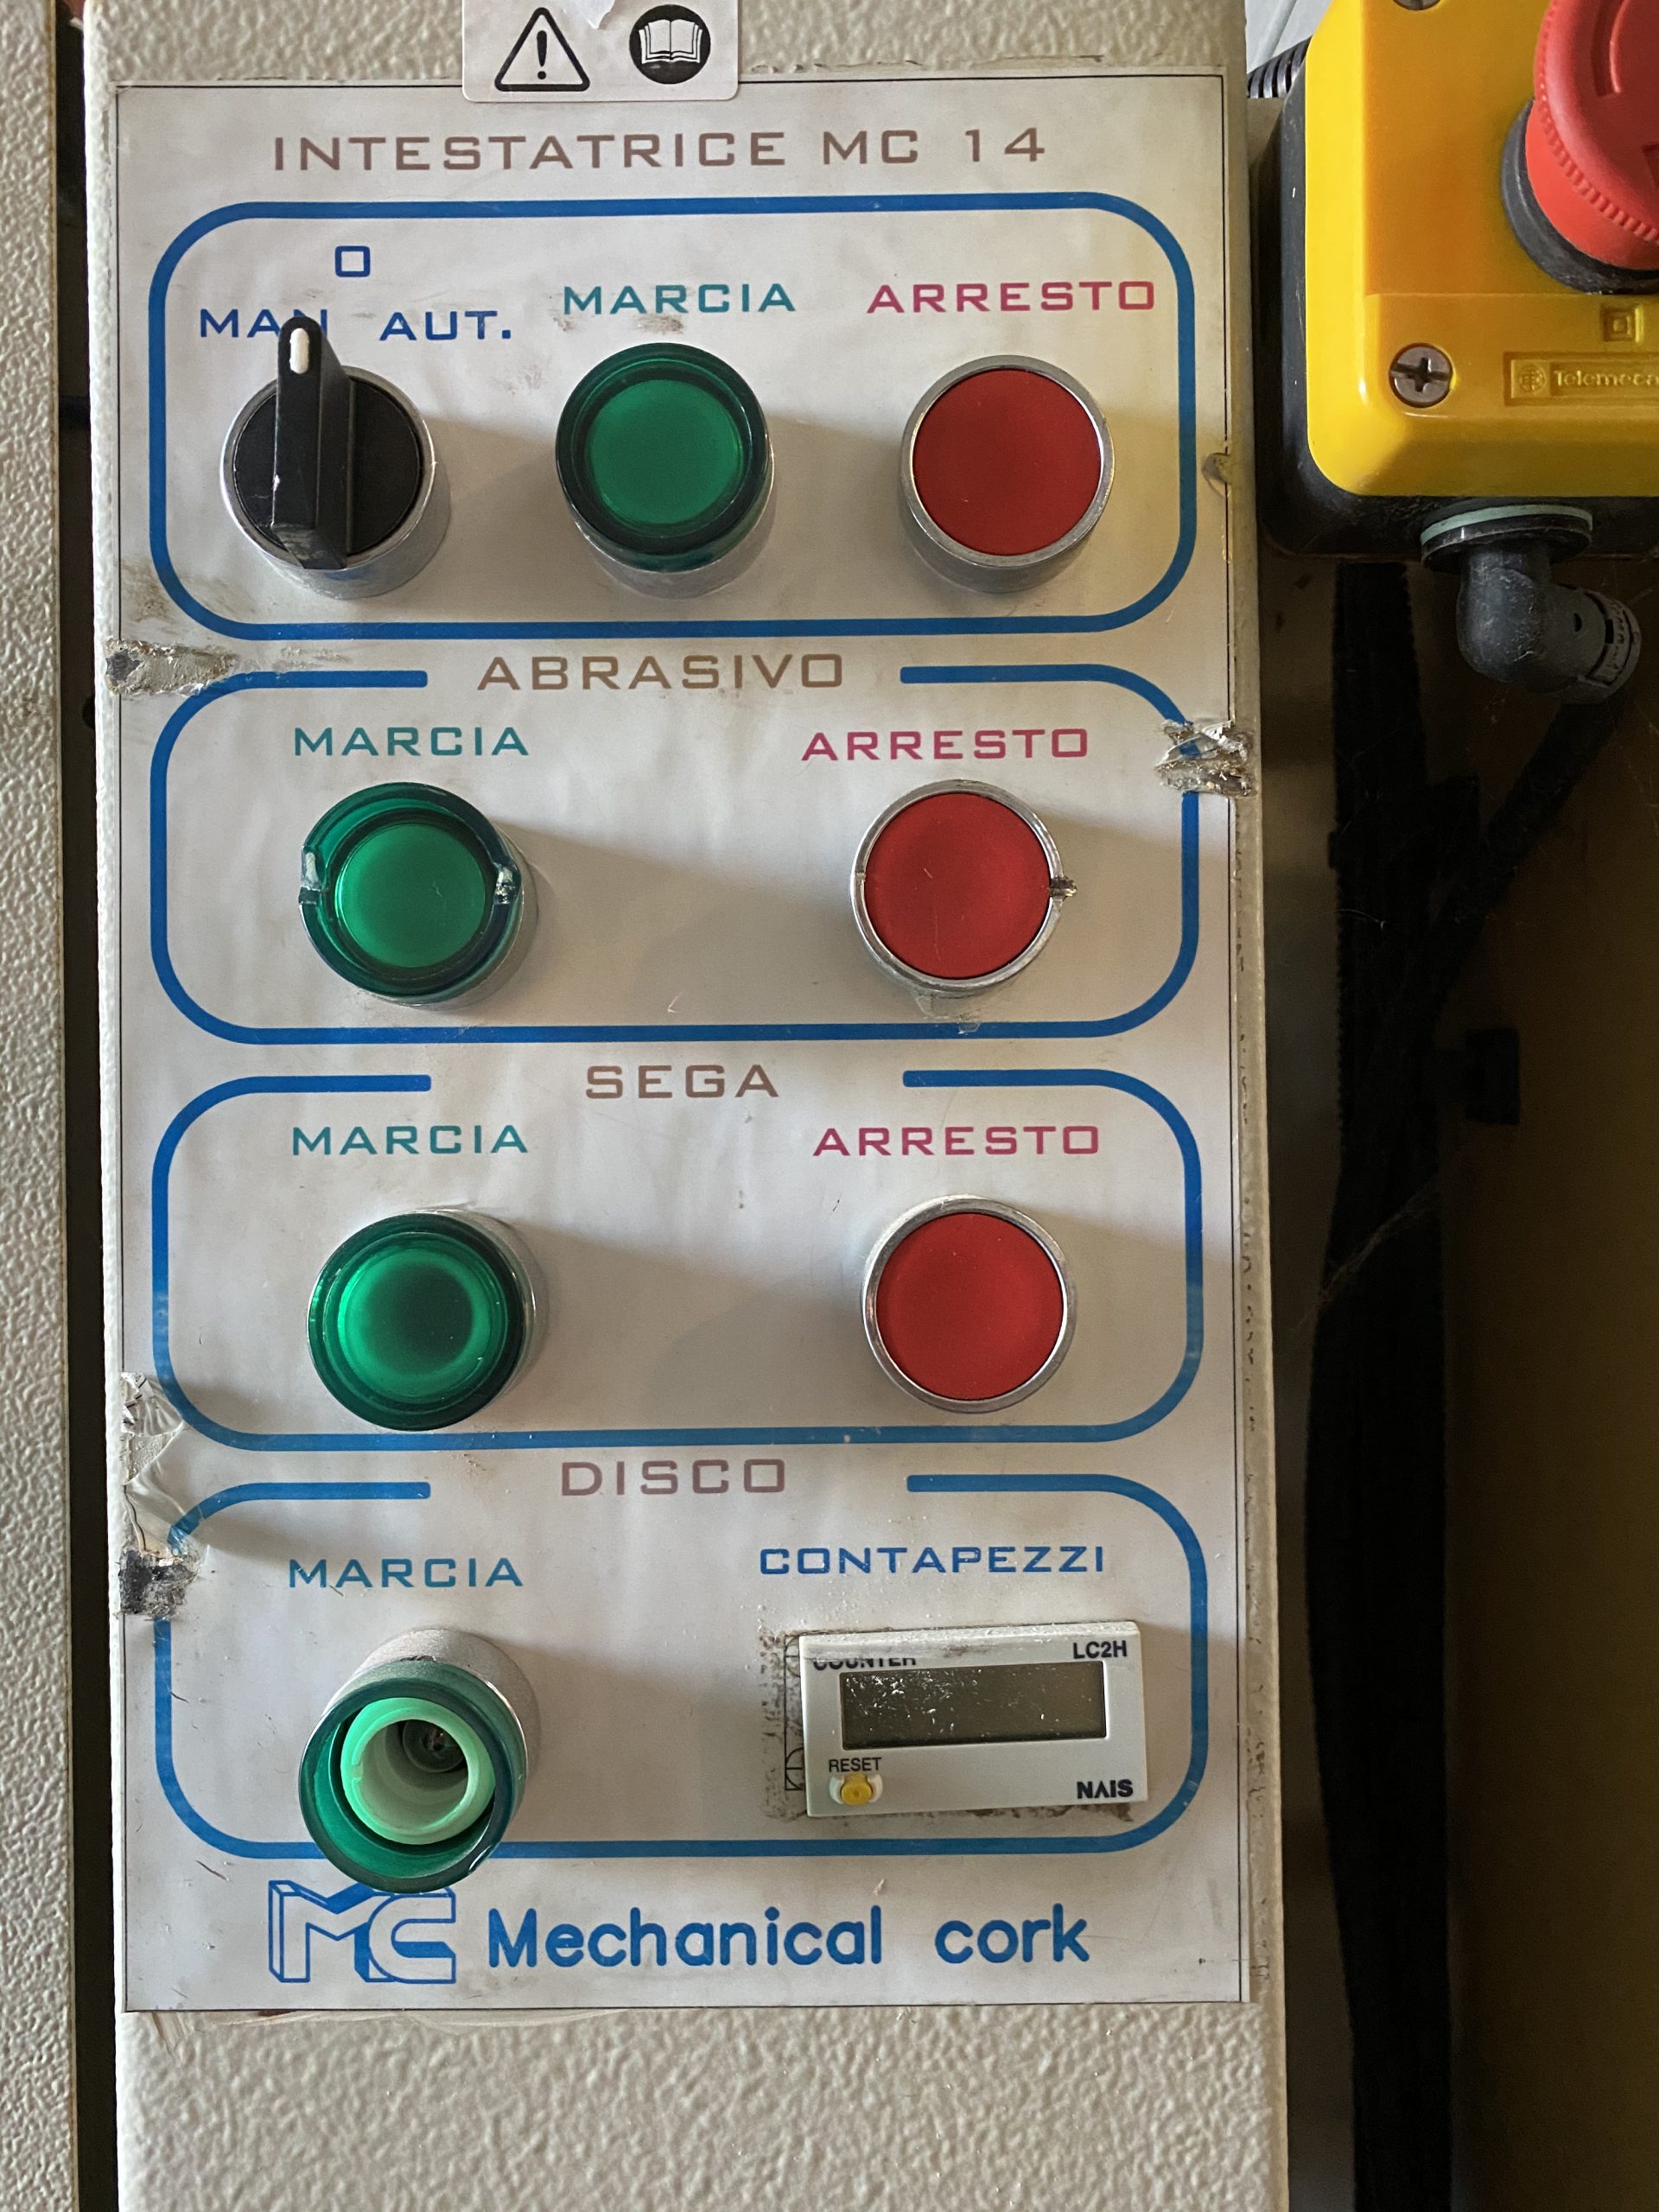 INTESTATRICE MC 14
O
MAN AUT. MARCIA ARRESTO
ABRASIVO
MARCIA ARRESTO
SEGA
MARCIA ARRESTO
DISCO
MARCIA CONTAPEZZI
COUNTER LC2H
RESET
NAIS
MC Mechanical cork